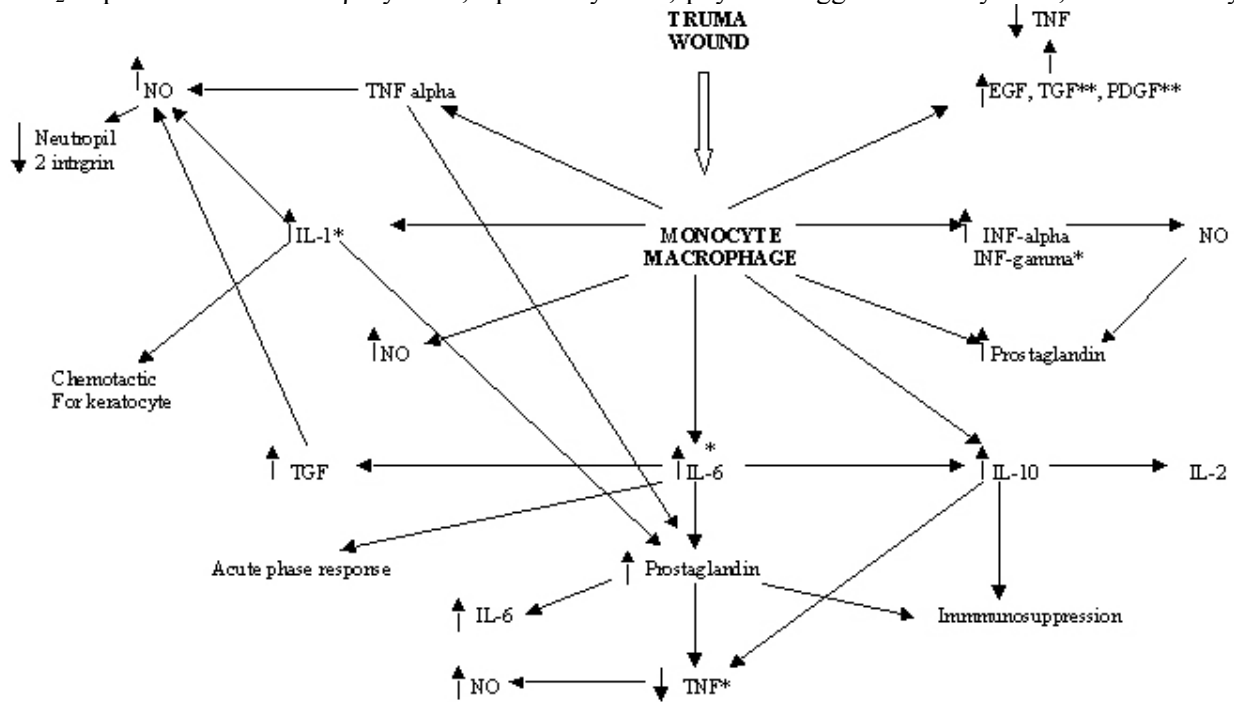 TRUMA
WOUND
TNF
NO
TNF alpha
EGF, TGF**, PDGF**
Neutropil
2 intrgrin
IL-1*
MONOCYTE
MACROPHAGE
INF-alpha
INF-gamma*
NO
NO
Prostaglandin
Chemotactic
For keratocyte
*
TGF
IL-6
IL-10
IL-2
Acute phase response
Prostaglandin
IL-6
Immmunosuppression
NO
TNF*